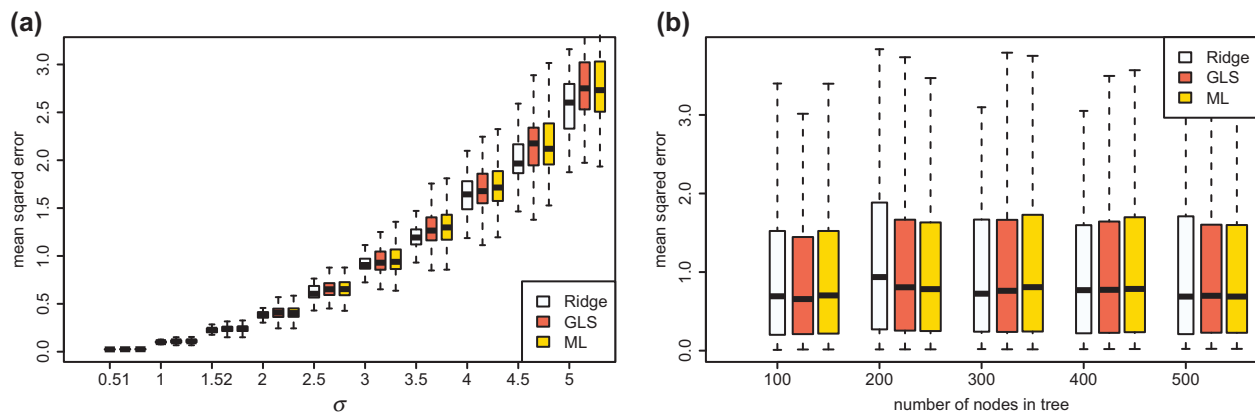 (a)
mean sqared error
3.0
2.5
2.0
1.5
1.0
0.5
0.0
0.51 1 1.52 2 2.5 3 3.5 4 4.5 5
σ
Ridge
GLS
ML
(b)
mean sqared error
3.0
2.0
1.0
0.0
100 200 300 400 500
number of nodes in tree
Ridge
GLS
ML